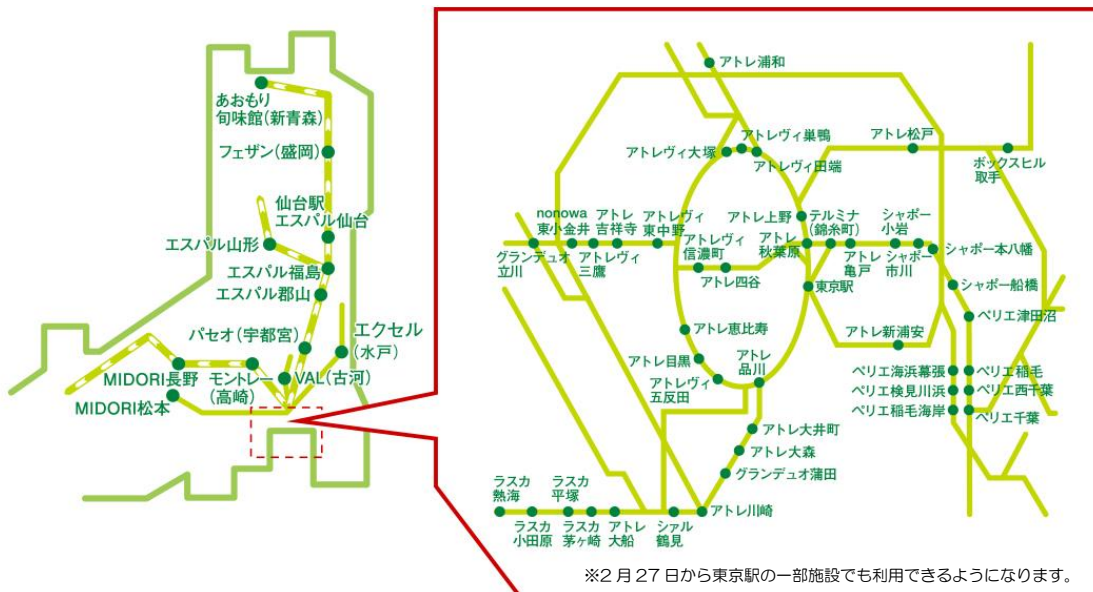 あおもり
旬味館(新青森)
フェザン(盛岡)
仙台駅
エスパル仙台
エスパル山形
エスパル福島
エスパル郡山
パセオ(宇都宮)
エクセル
(水戸)
MIDORI長野
モントレー
(高崎)
VAL(古河)
MIDORI松本
アトレ浦和
アトレヴィ巣鴨
アトレヴィ大塚
アトレヴィ田端
アトレ松戸
ボックスヒル
取手
nonowa
東小金井
アトレ
吉祥寺
アトレヴィ
東中野
グランデュオ
立川
アトレヴィ
三鷹
アトレヴィ
信濃町
アトレ四谷
アトレ上野
アトレ
秋葉原
テルミナ
(錦糸町)
アトレ
亀戸
シャポー
小岩
シャポー
市川
シャポー本八幡
東京駅
シャポー船橋
ペリエ津田沼
アトレ新浦安
アトレ恵比寿
アトレ目黒
アトレヴィ
五反田
アトレ
品川
ペリエ海浜幕張
ペリエ稲毛
ペリエ検見川浜
ペリエ西千葉
ペリエ稲毛海岸
ペリエ千葉
アトレ大井町
アトレ大森
グランデュオ蒲田
アトレ川崎
ラスカ
熱海
ラスカ
小田原
ラスカ
平塚
ラスカ
茅ヶ崎
アトレ
大船
シァル
鶴見
※2月27日から東京駅の一部施設でも利用できるようになります。